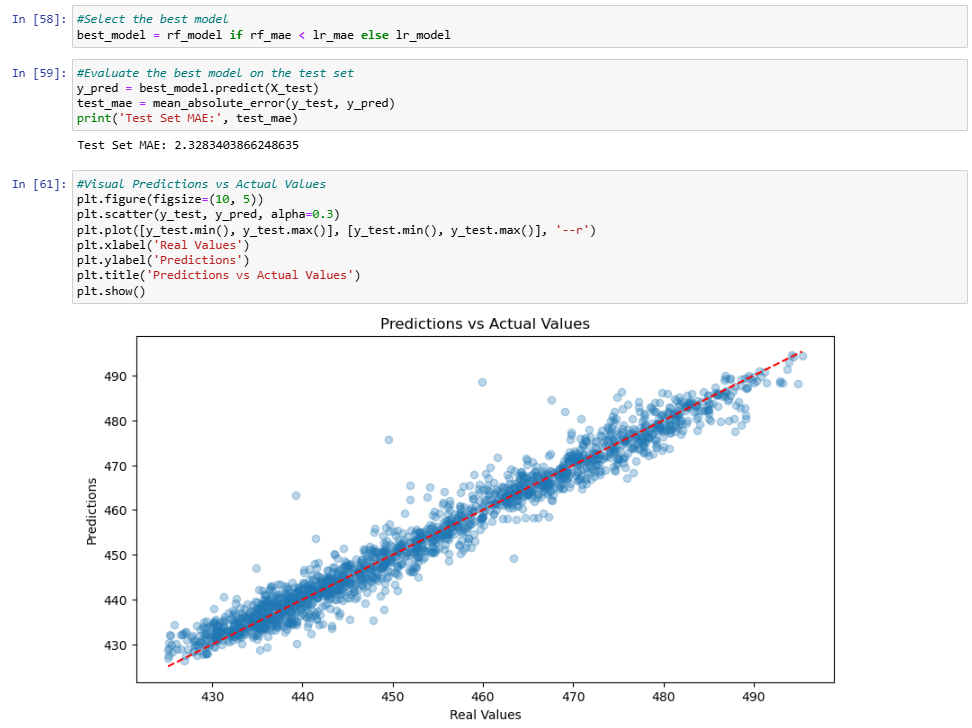 In [58]: #Select the best model
best_model = rf_model if rf_mae < lr_mae else lr_model
In [59]: #Evaluate the best model on the test set
y_pred = best_model.predict(X_test)
test_mae = mean_absolute_error(y_test, y_pred)
print('Test Set MAE:', test_mae)
Test Set MAE: 2.3283403866248635
In [61]: #Visual Predictions vs Actual Values
plt.figure(figsize=(10, 5))
plt.scatter(y_test, y_pred, alpha=0.3)
plt.plot([y_test.min(), y_test.max()], [y_test.min(), y_test.max()], '--r')
plt.xlabel('Real Values')
plt.ylabel('Predictions')
plt.title('Predictions vs Actual Values')
plt.show()
Predictions vs Actual Values
490
480
470
460
450
440
430
Predictions
430 440 450 460 470 480 490
Real Values